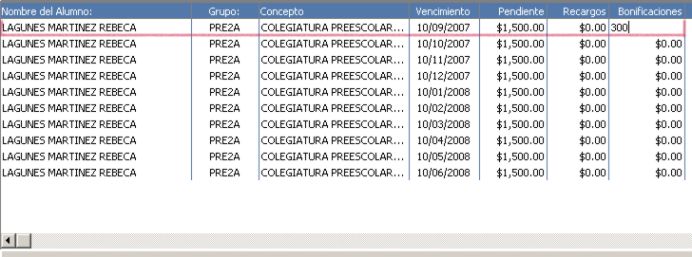 Nombre del Alumno: Grupo: Concepto Vencimiento Pendiente Recargos Bonificaciones
LAGUNES MARTINEZ REBECA PRE2A COLEGIATURA PREESCOLAR... 10/09/2007 $1,500.00 $0.00 300
LAGUNES MARTINEZ REBECA PRE2A COLEGIATURA PREESCOLAR... 10/10/2007 $1,500.00 $0.00 $0.00
LAGUNES MARTINEZ REBECA PRE2A COLEGIATURA PREESCOLAR... 10/11/2007 $1,500.00 $0.00 $0.00
LAGUNES MARTINEZ REBECA PRE2A COLEGIATURA PREESCOLAR... 10/12/2007 $1,500.00 $0.00 $0.00
LAGUNES MARTINEZ REBECA PRE2A COLEGIATURA PREESCOLAR... 10/01/2008 $1,500.00 $0.00 $0.00
LAGUNES MARTINEZ REBECA PRE2A COLEGIATURA PREESCOLAR... 10/02/2008 $1,500.00 $0.00 $0.00
LAGUNES MARTINEZ REBECA PRE2A COLEGIATURA PREESCOLAR... 10/03/2008 $1,500.00 $0.00 $0.00
LAGUNES MARTINEZ REBECA PRE2A COLEGIATURA PREESCOLAR... 10/04/2008 $1,500.00 $0.00 $0.00
LAGUNES MARTINEZ REBECA PRE2A COLEGIATURA PREESCOLAR... 10/05/2008 $1,500.00 $0.00 $0.00
LAGUNES MARTINEZ REBECA PRE2A COLEGIATURA PREESCOLAR... 10/06/2008 $1,500.00 $0.00 $0.00